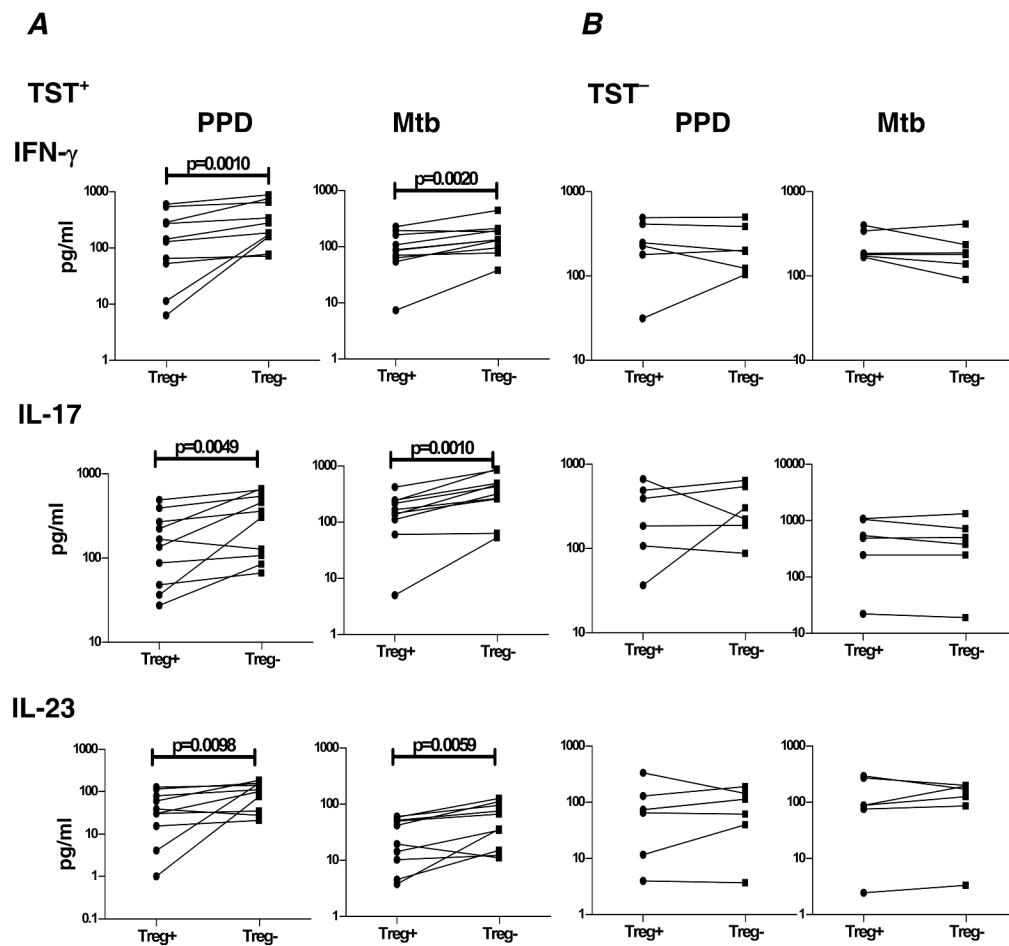 A B
TST+ TST–
PPD Mtb PPD Mtb
IFN-γ
p=0.0010 p=0.0020
pg/ml
1000 1000 1000 1000
100 100 100 100
10 10 10 10
1 1
Treg+ Treg- Treg+ Treg- Treg+ Treg- Treg+ Treg-
IL-17
p=0.0049 p=0.0010
pg/ml
1000 1000 1000 10000
100 100 100 1000
10 10 10 100
1 10
Treg+ Treg- Treg+ Treg- Treg+ Treg- Treg+ Treg-
IL-23
p=0.0098 p=0.0059
pg/ml
1000 1000 1000 1000
100 100 100 100
10 10 10 10
1 1 1 1
0.1
Treg+ Treg- Treg+ Treg- Treg+ Treg- Treg+ Treg-